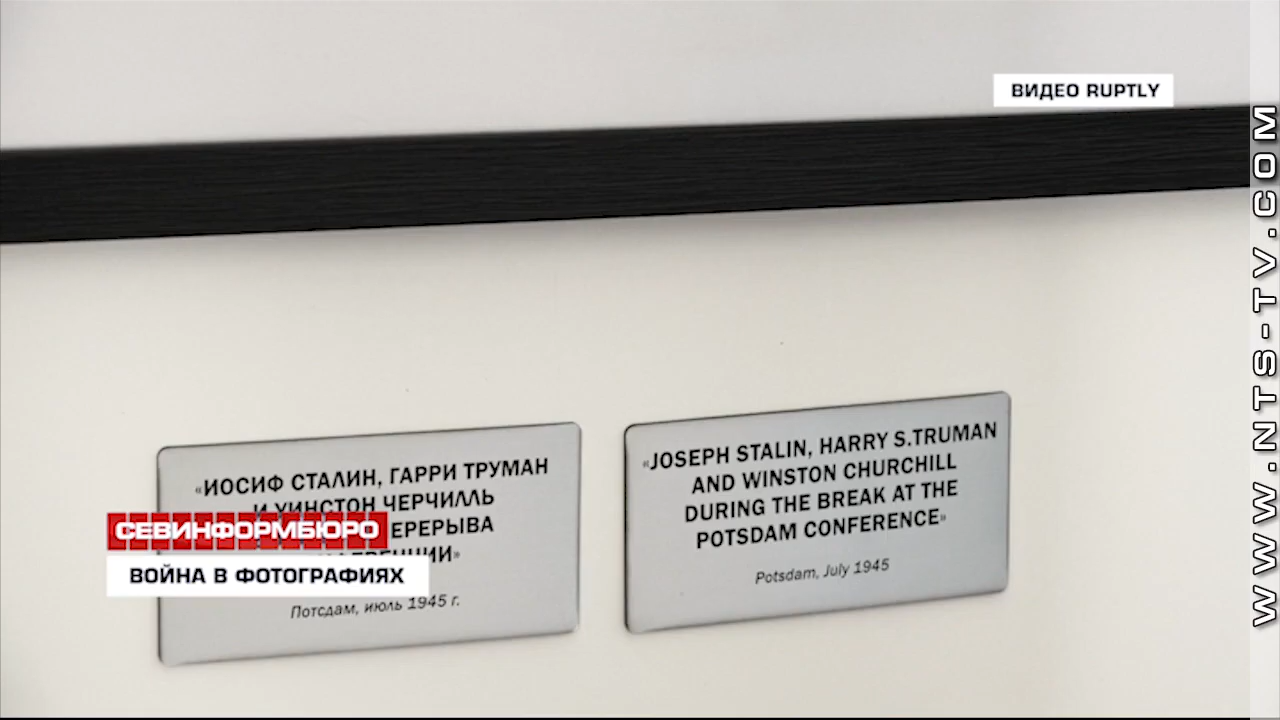 ВИДЕО RUPTLY
WWW.NTS-TV.COM
«ИОСИФ СТАЛИН, ГАРРИ ТРУМАН
И УИНСТОН ЧЕРЧИЛЛЬ
«JOSEPH STALIN, HARRY S.TRUMAN
AND WINSTON CHURCHILL
DURING THE BREAK AT THE
POTSDAM CONFERENCE»
Potsdam, July 1945
СЕВИНФОРМБЮРО
ВОЙНА В ФОТОГРАФИЯХ
Потсдам, июль 1945 г.